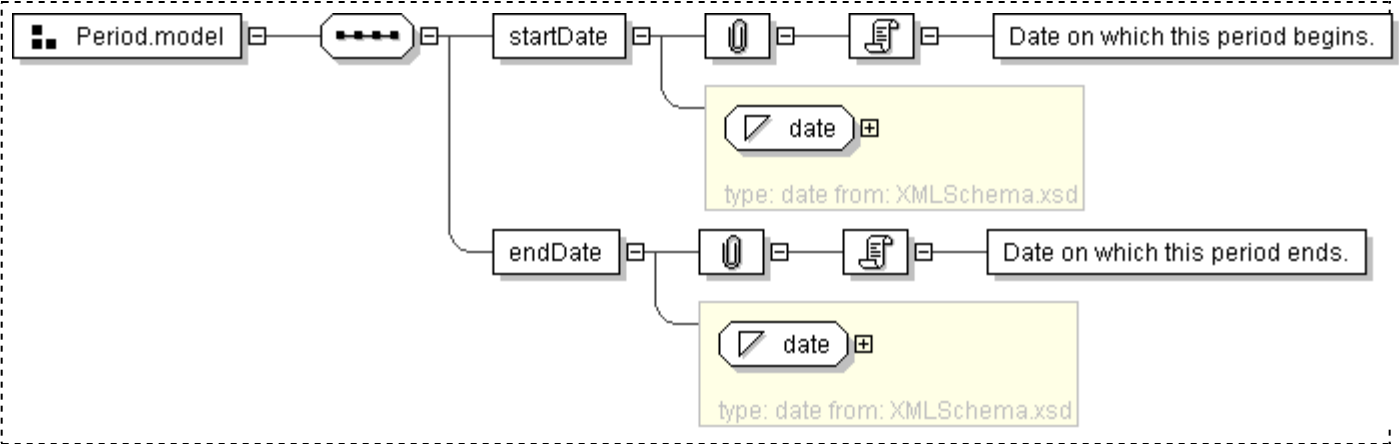 Period.model
startDate
Date on which this period begins.
date
type: date from: XMLSchema.xsd
endDate
Date on which this period ends.
date
type: date from: XMLSchema.xsd